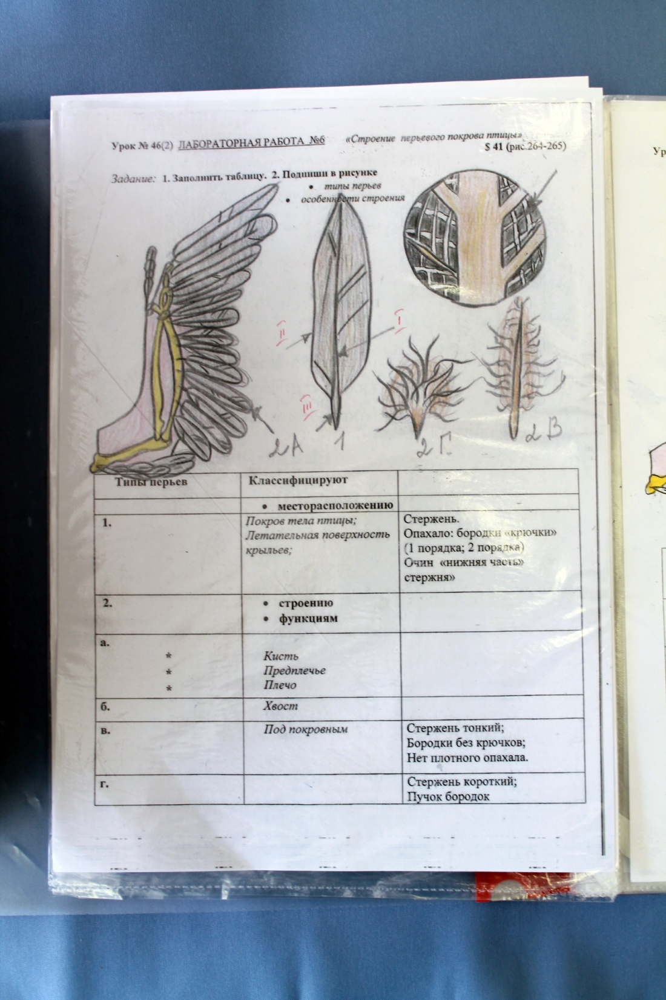 Урок № 46(2) ЛАБОРАТОРНАЯ РАБОТА №6 «Строение перьевого покрова птицы»
$ 41 (рис.264-265)
Задание: 1. Заполнить таблицу. 2. Подпиши в рисунке
• типы перьев
• особенности строения
II
I
III
2А
1
2Г
2В
Типы перьев Классифицируют
• месторасположению
1. Покров тела птицы; Стержень.
Летательная поверхность Опахало: бородки «крючки»
крыльев; (1 порядка; 2 порядка)
Очин «нижняя часть»
стержня»
2. • строению
• функциям
а.
* Кисть
* Предплечье
* Плечо
б. Хвост
в. Под покровным Стержень тонкий;
Бородки без крючков;
Нет плотного опахала.
г. Стержень короткий;
Пучок бородок
Ур